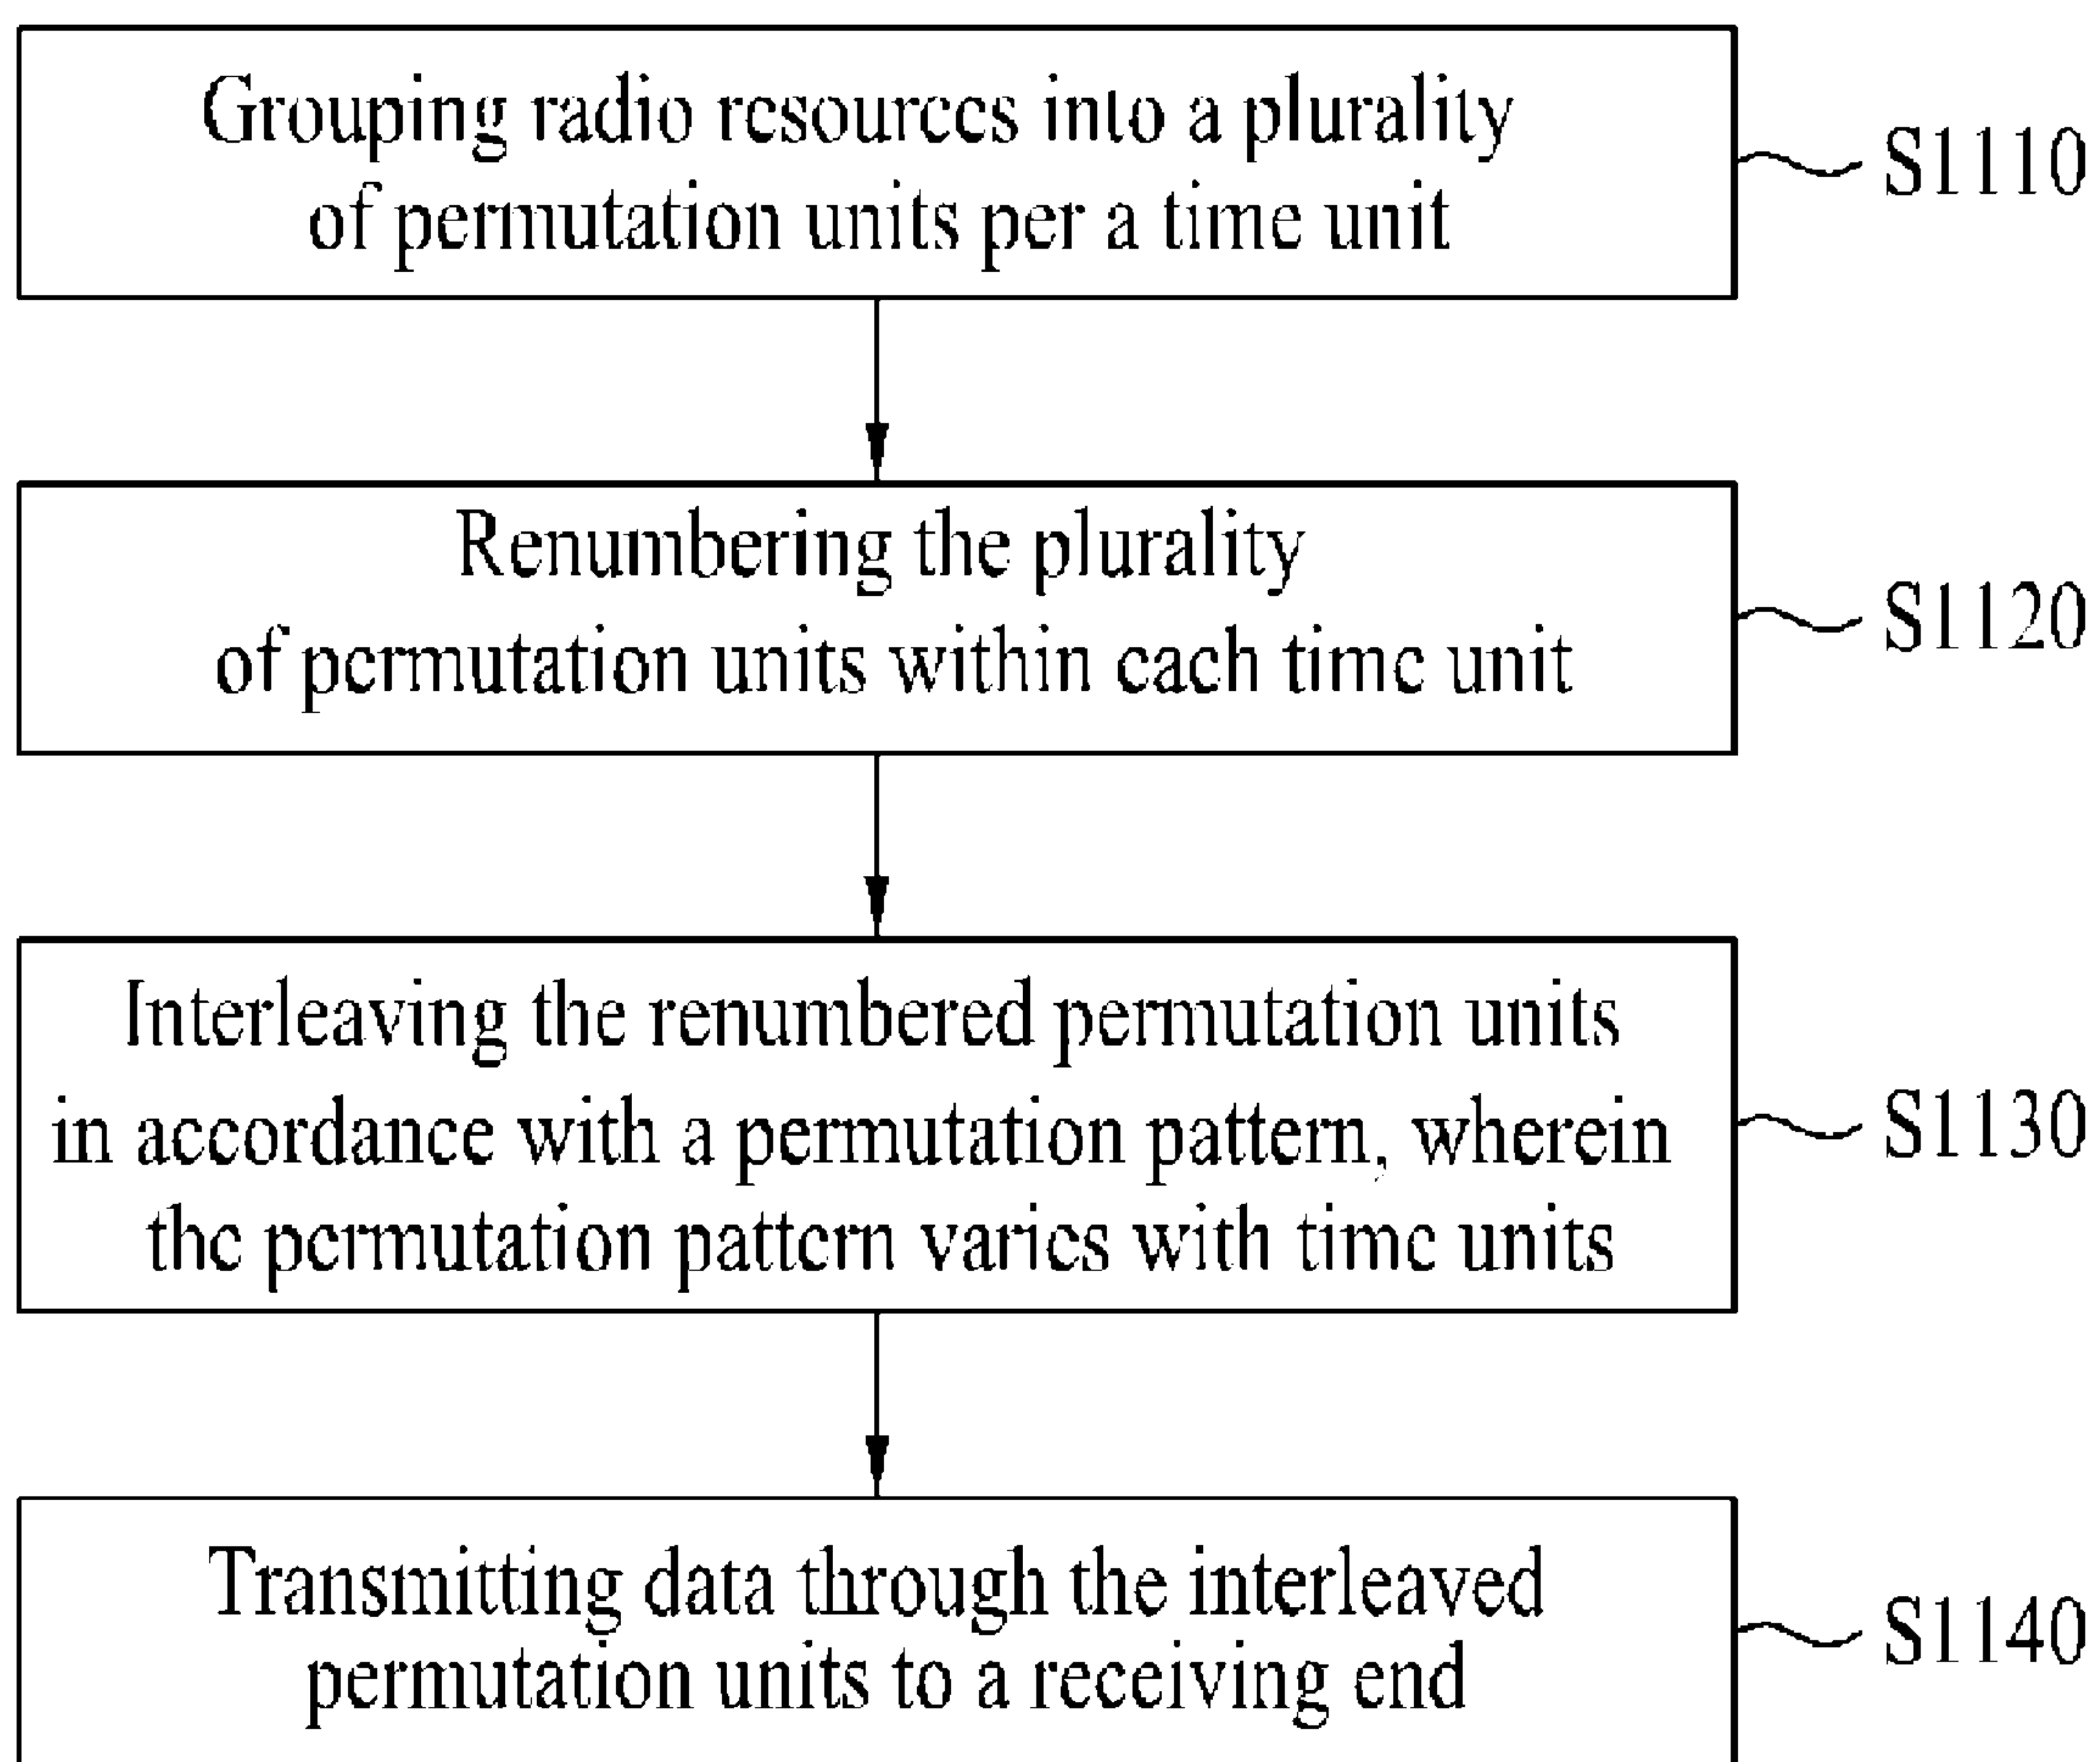 Grouping radio resources into a plurality
of permutation units per a time unit
S1110
Renumbering the plurality
of permutation units within each time unit
S1120
Interleaving the renumbered permutation units
in accordance with a permutation pattern, wherein
the permutation pattern varies with time units
S1130
Transmitting data through the interleaved
permutation units to a receiving end
S1140